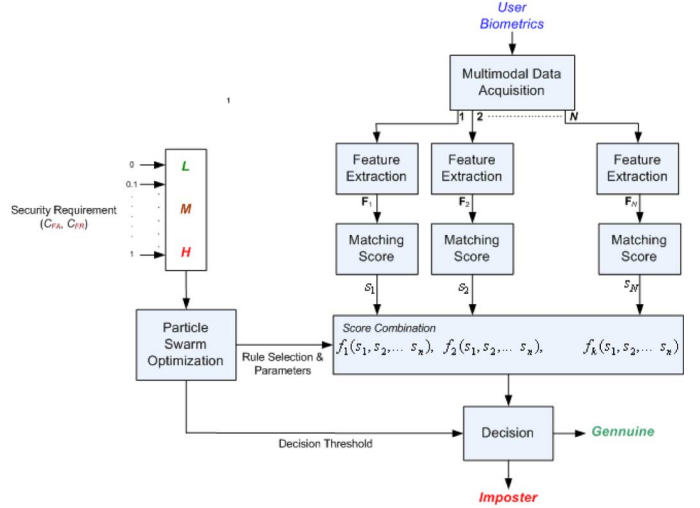 User
Biometrics
Multimodal Data
Acquisition
1 2 ........................ N
1
Feature
Extraction
Feature
Extraction
Feature
Extraction
F1
F2
FN
Matching
Score
Matching
Score
Matching
Score
s1
s2
sN
0
0.1
1
L
M
H
Security Requirement
(CFA, CFR)
Particle
Swarm
Optimization
Rule Selection &
Parameters
Score Combination
f1(s1, s2, ... sn), f2(s1, s2, ... sn), fk(s1, s2, ... sn)
Decision Threshold
Decision
Gennuine
Imposter